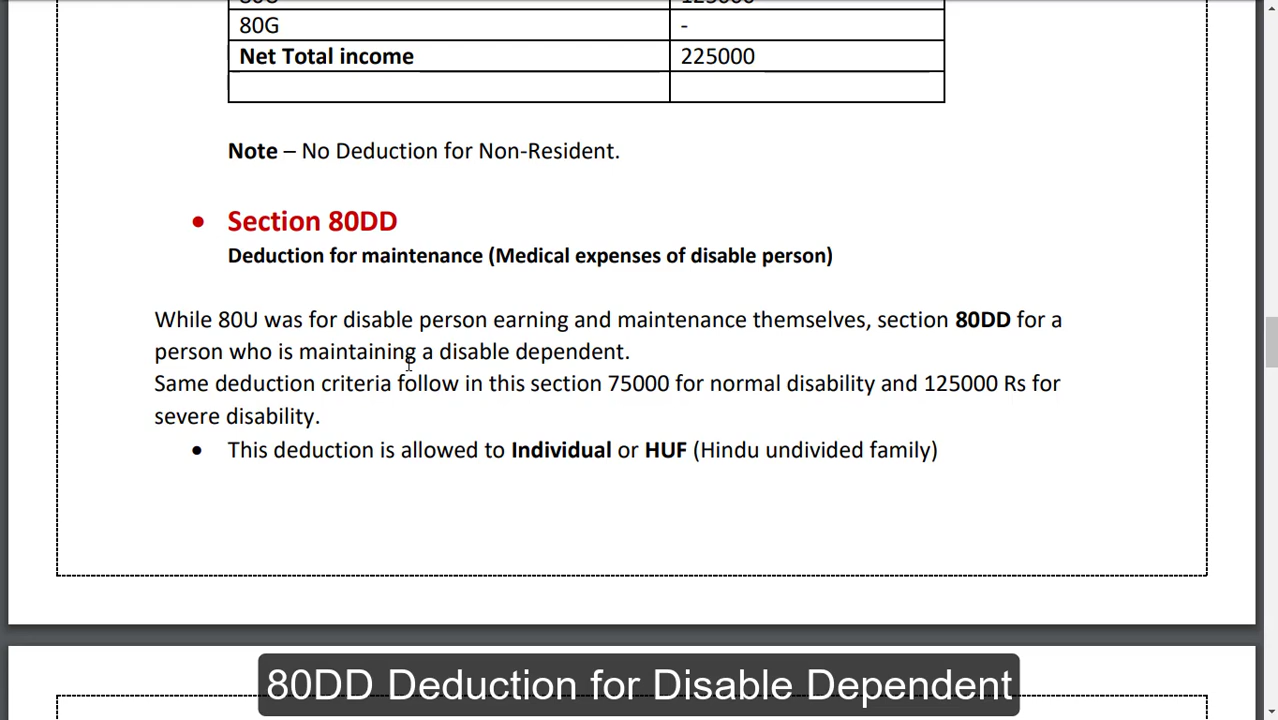 80G -
Net Total income 225000
Note – No Deduction for Non-Resident.
• Section 80DD
Deduction for maintenance (Medical expenses of disable person)
While 80U was for disable person earning and maintenance themselves, section 80DD for a
person who is maintaining a disable dependent.
Same deduction criteria follow in this section 75000 for normal disability and 125000 Rs for
severe disability.
• This deduction is allowed to Individual or HUF (Hindu undivided family)
80DD Deduction for Disable Dependent